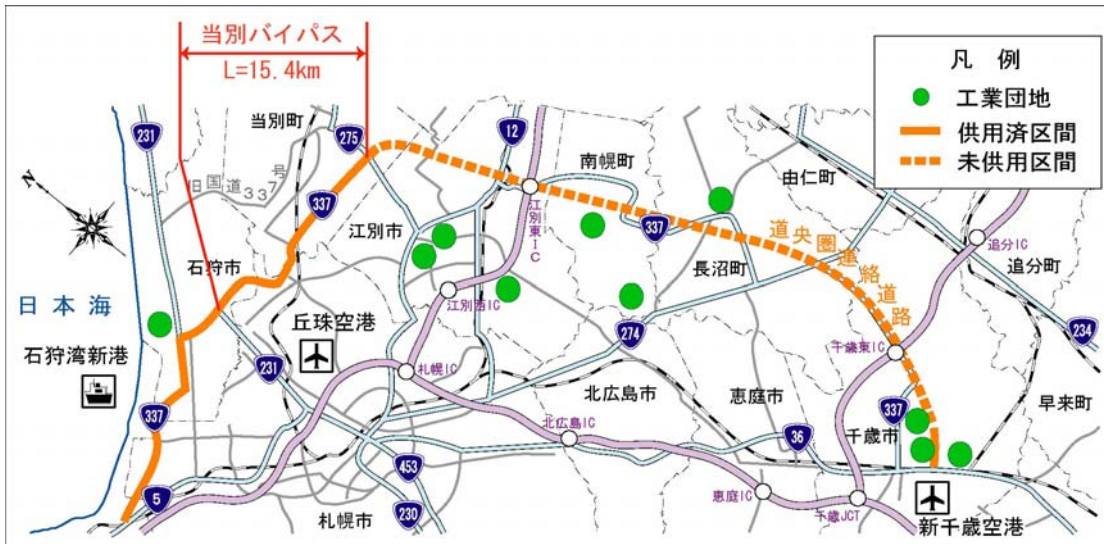 当別バイパス
L=15.4km
凡 例
工業団地
供用済区間
未供用区間
231
当別町
275
12
南幌町
由仁町
旧国道337号
337
江別市
江別東IC
337
長沼町
道央圏連絡道路
追分IC
追分町
石狩市
日本海
石狩湾新港
丘珠空港
江別西IC
274
234
231
札幌IC
千歳東IC
337
北広島市
恵庭市
早来町
337
北広島IC
36
千歳市
5
453
230
札幌市
恵庭IC
千歳JCT
新千歳空港
N